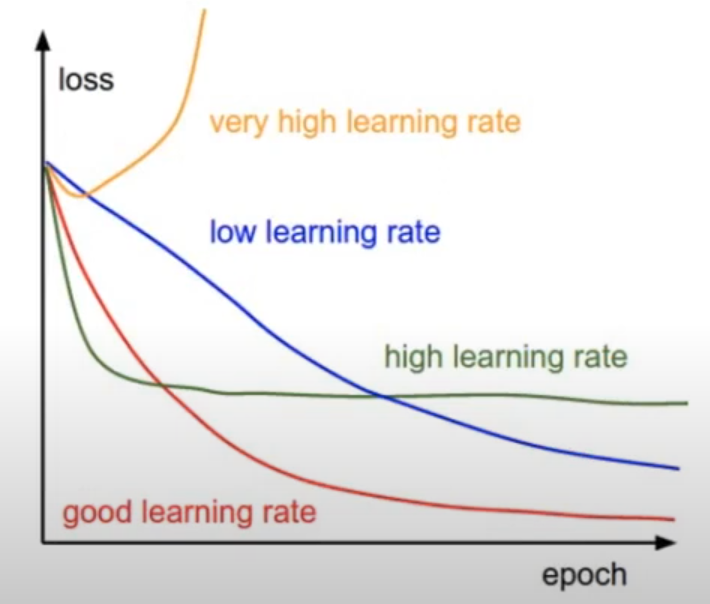 loss
very high learning rate
low learning rate
high learning rate
good learning rate
epoch